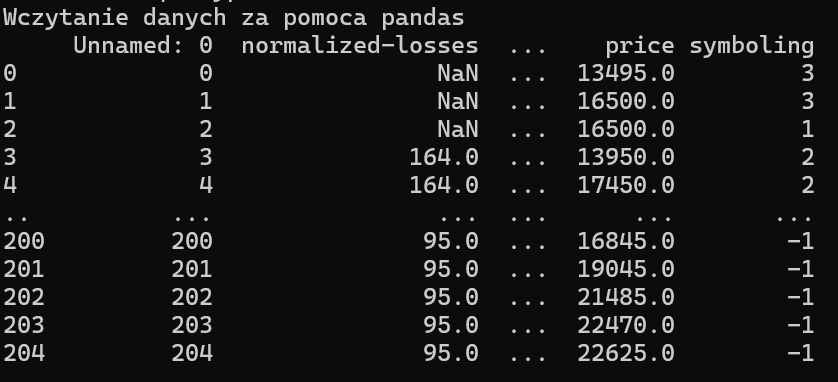 Wczytanie danych za pomoca pandas
     Unnamed: 0  normalized-losses  ...    price symboling
0             0                NaN  ...  13495.0         3
1             1                NaN  ...  16500.0         3
2             2                NaN  ...  16500.0         1
3             3              164.0  ...  13950.0         2
4             4              164.0  ...  17450.0         2
..          ...                ...  ...      ...       ...
200         200               95.0  ...  16845.0        -1
201         201               95.0  ...  19045.0        -1
202         202               95.0  ...  21485.0        -1
203         203               95.0  ...  22470.0        -1
204         204               95.0  ...  22625.0        -1